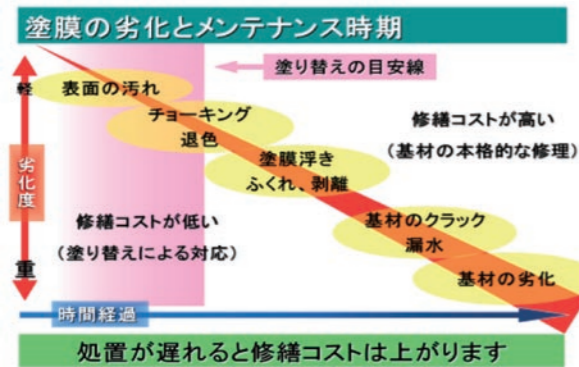 塗膜の劣化とメンテナンス時期
塗り替えの目安線
軽
表面の汚れ
チョーキング
退色
修繕コストが高い
(基材の本格的な修理)
塗膜浮き
ふくれ、剥離
劣化度
修繕コストが低い
(塗り替えによる対応)
基材のクラック
漏水
重
基材の劣化
時間経過
処置が遅れると修繕コストは上がります